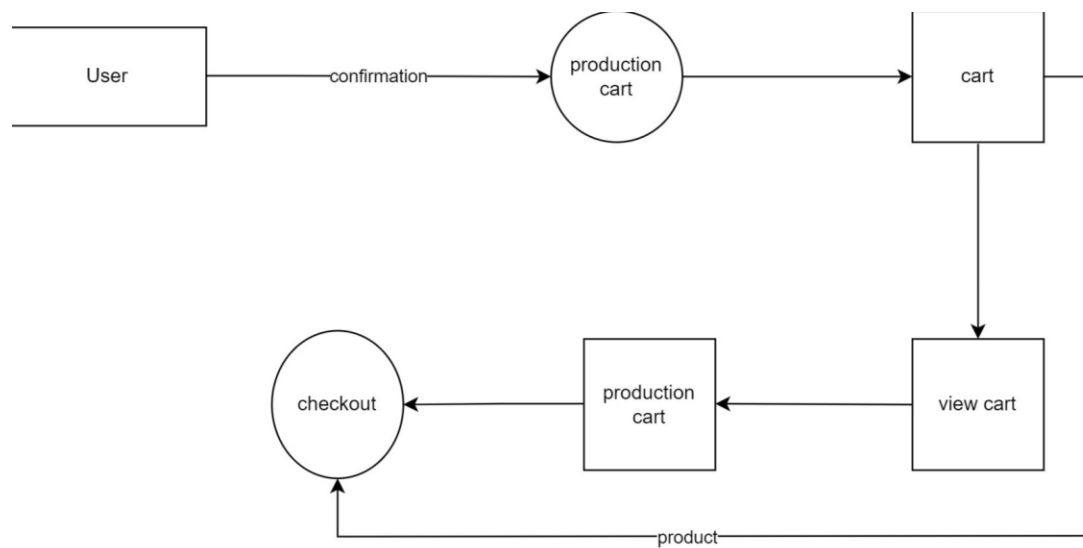 User
confirmation
production
cart
cart
checkout
production
cart
view cart
product